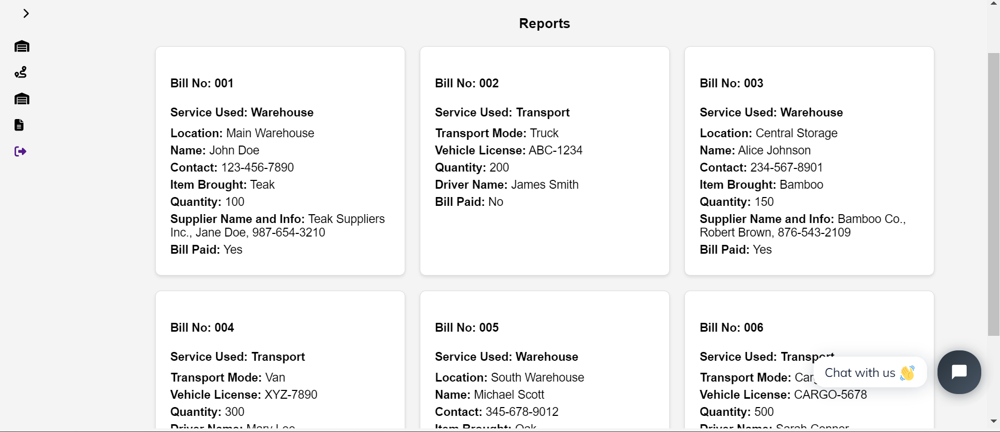 Reports
Bill No: 001
Service Used: Warehouse
Location: Main Warehouse
Name: John Doe
Contact: 123-456-7890
Item Brought: Teak
Quantity: 100
Supplier Name and Info: Teak Suppliers
Inc., Jane Doe, 987-654-3210
Bill Paid: Yes
Bill No: 002
Service Used: Transport
Transport Mode: Truck
Vehicle License: ABC-1234
Quantity: 200
Driver Name: James Smith
Bill Paid: No
Bill No: 003
Service Used: Warehouse
Location: Central Storage
Name: Alice Johnson
Contact: 234-567-8901
Item Brought: Bamboo
Quantity: 150
Supplier Name and Info: Bamboo Co.,
Robert Brown, 876-543-2109
Bill Paid: Yes
Bill No: 004
Service Used: Transport
Transport Mode: Van
Vehicle License: XYZ-7890
Quantity: 300
Driver Name: Mary Lee
Bill No: 005
Service Used: Warehouse
Location: South Warehouse
Name: Michael Scott
Contact: 345-678-9012
Item Brought: Oak
Bill No: 006
Service Used: Transport
Transport Mode:
Vehicle License: CARGO-5678
Quantity: 500
Driver Name: Sarah Connor
Chat with us 👋